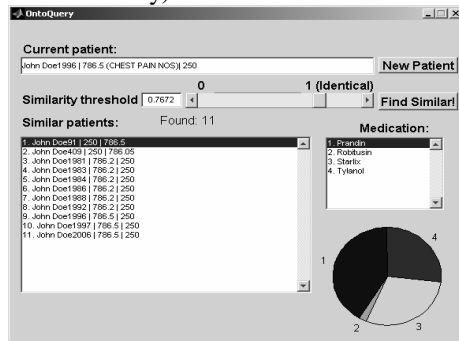 OntoQuery
Current patient:
John Doe1996 | 786.5 (CHEST PAIN NOS)| 250
New Patient
0 1 (Identical)
Similarity threshold 0.7672
Find Similar!
Similar patients: Found: 11
1. John Doe91 | 250 | 786.5
2. John Doe409 | 250 | 786.05
3. John Doe1981 | 786.2 | 250
4. John Doe1983 | 786.2 | 250
5. John Doe1984 | 786.2 | 250
6. John Doe1986 | 786.2 | 250
7. John Doe1988 | 786.2 | 250
8. John Doe1992 | 786.2 | 250
9. John Doe1996 | 786.5 | 250
10. John Doe1997 | 786.5 | 250
11. John Doe2006 | 786.5 | 250
Medication:
1. Prandin
2. Robitusin
3. Starlix
4. Tylanol
1
2
3
4